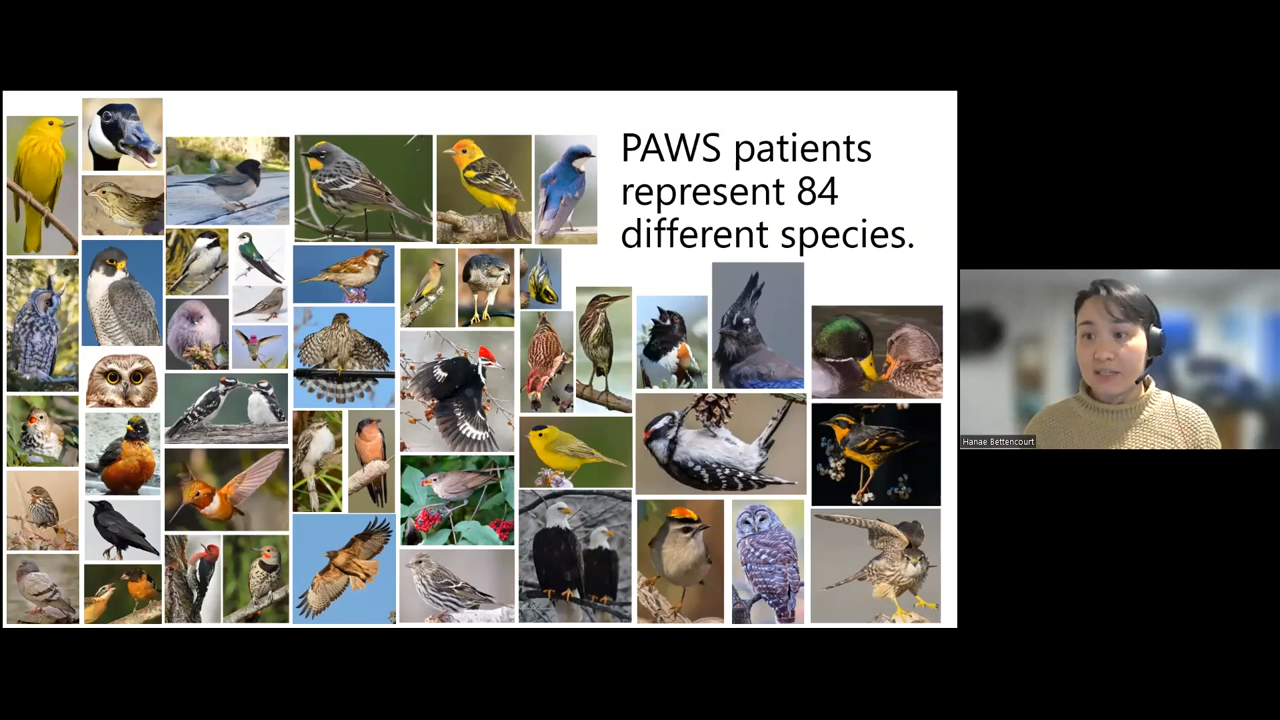 PAWS patients
represent 84
different species.
Hanae Bettencourt